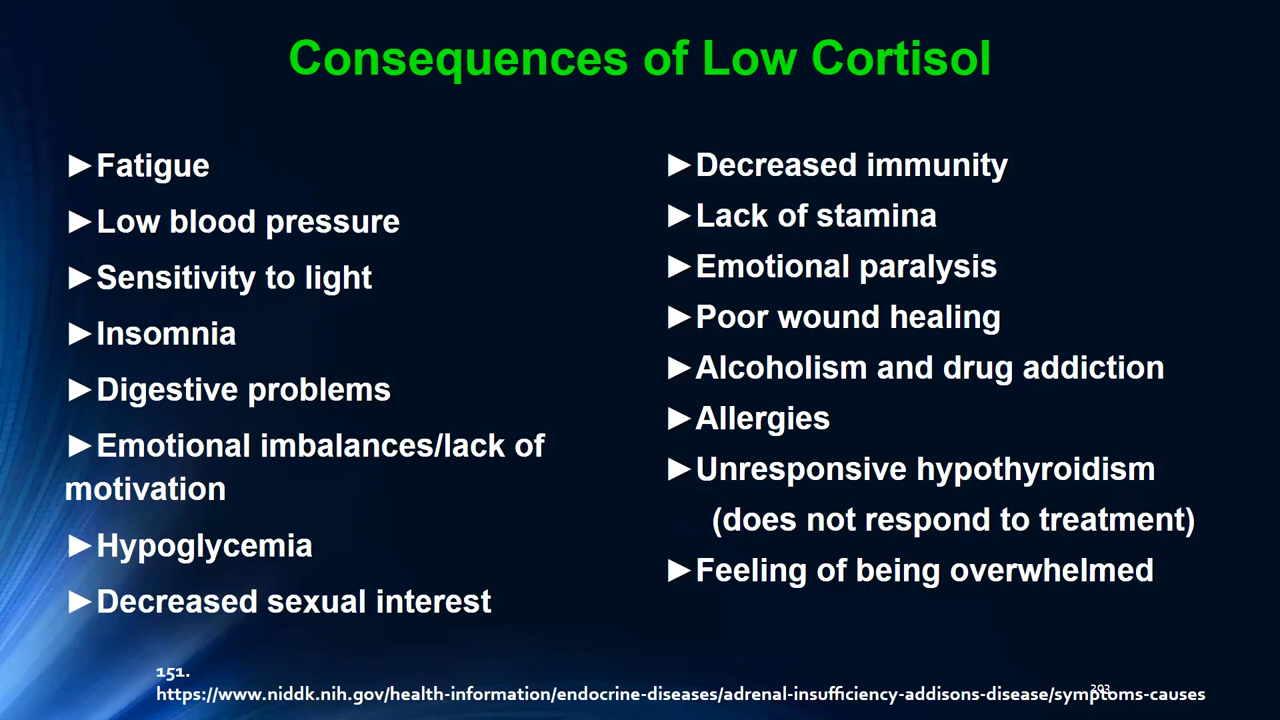 Consequences of Low Cortisol
►Fatigue
►Low blood pressure
►Sensitivity to light
►Insomnia
►Digestive problems
►Emotional imbalances/lack of
motivation
►Hypoglycemia
►Decreased sexual interest
►Decreased immunity
►Lack of stamina
►Emotional paralysis
►Poor wound healing
►Alcoholism and drug addiction
►Allergies
►Unresponsive hypothyroidism
(does not respond to treatment)
►Feeling of being overwhelmed
151.
https://www.niddk.nih.gov/health-information/endocrine-diseases/adrenal-insufficiency-addisons-disease/symptoms-causes